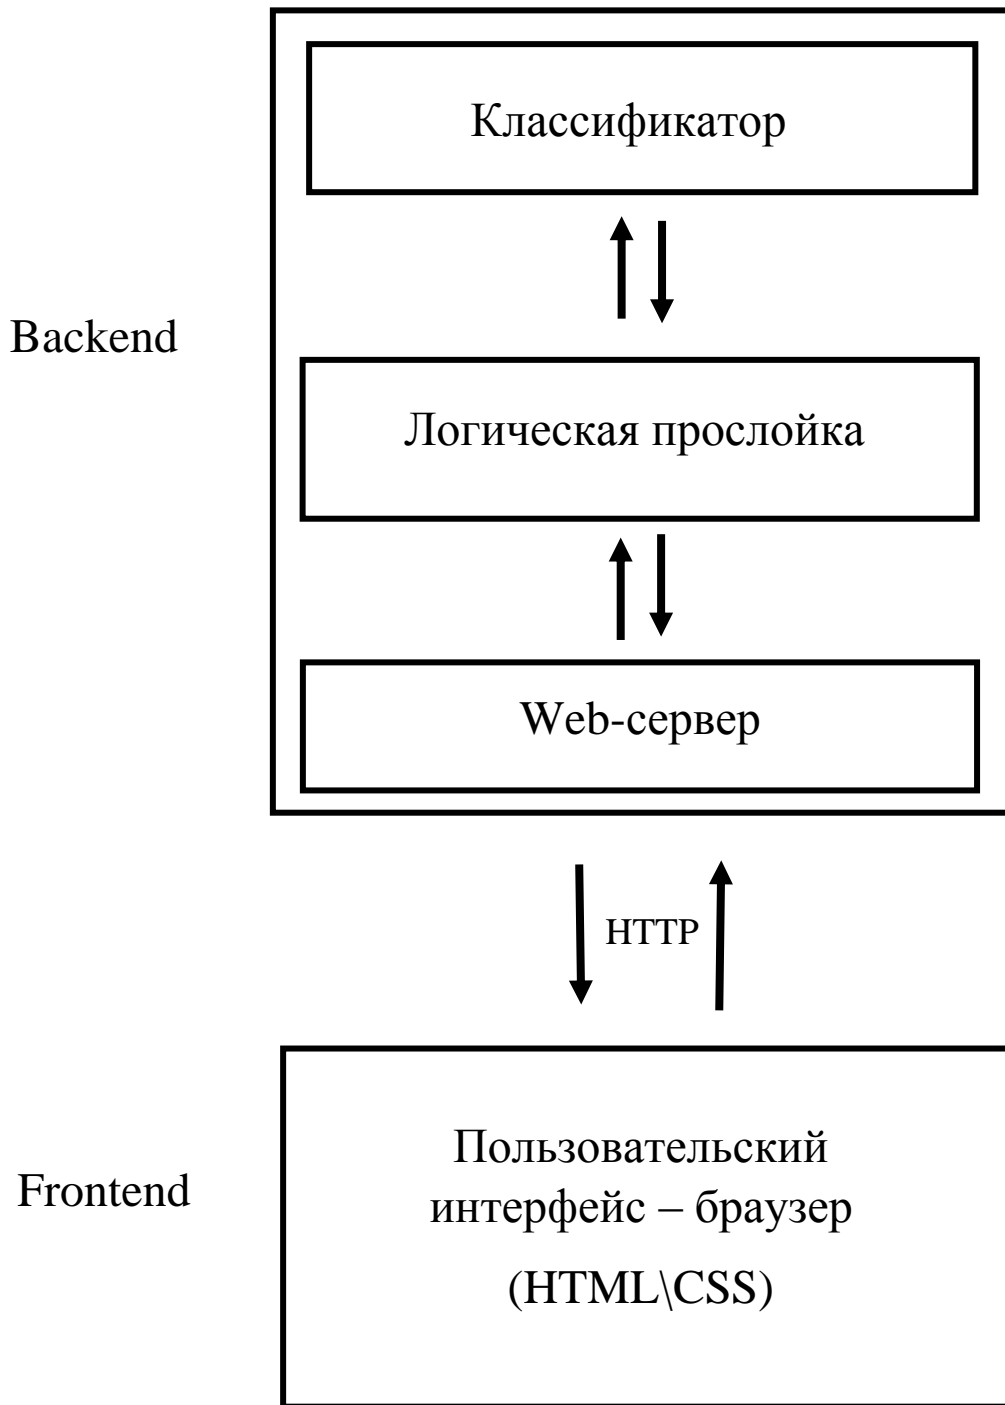 Классификатор
Backend
Логическая прослойка
Web-сервер
HTTP
Пользовательский
интерфейс – браузер
Frontend
(HTML\CSS)